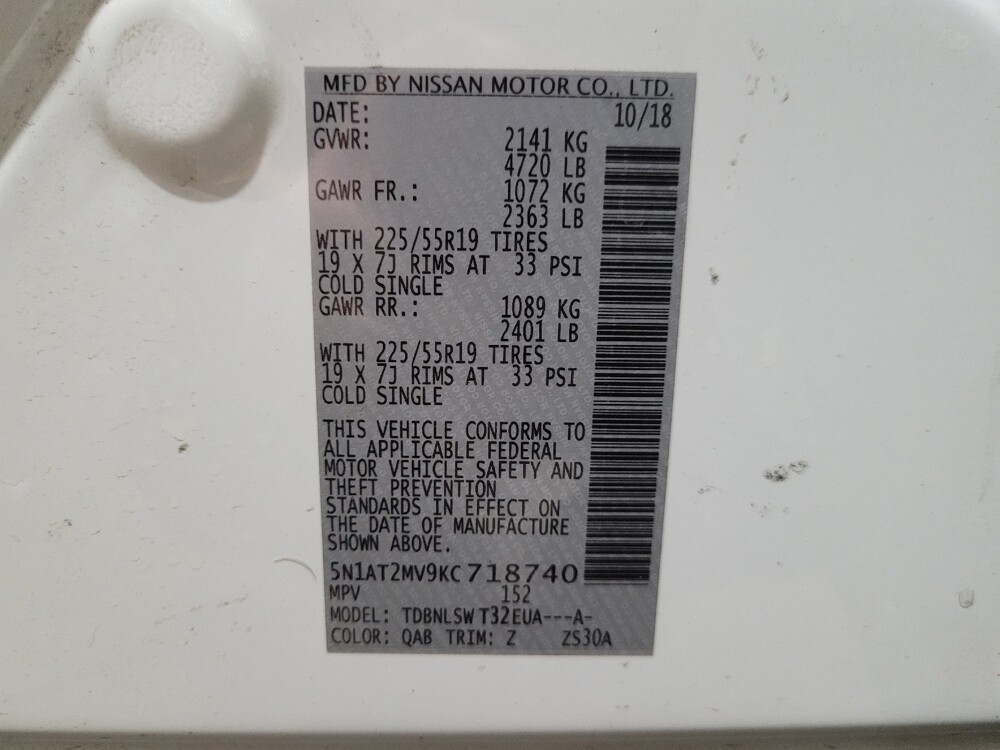 MFD BY NISSAN MOTOR CO., LTD.
DATE: 10/18
GVWR: 2141 KG
4720 LB
GAWR FR.: 1072 KG
2363 LB
WITH 225/55R19 TIRES
19 X 7J RIMS AT 33 PSI
COLD SINGLE
GAWR RR.: 1089 KG
2401 LB
WITH 225/55R19 TIRES
19 X 7J RIMS AT 33 PSI
COLD SINGLE
THIS VEHICLE CONFORMS TO
ALL APPLICABLE FEDERAL
MOTOR VEHICLE SAFETY AND
THEFT PREVENTION
STANDARDS IN EFFECT ON
THE DATE OF MANUFACTURE
SHOWN ABOVE.
5N1AT2MV9KC718740
MPV 152
MODEL: TDBNLSW T32EUA---A-
COLOR: QAB TRIM: Z ZS30A